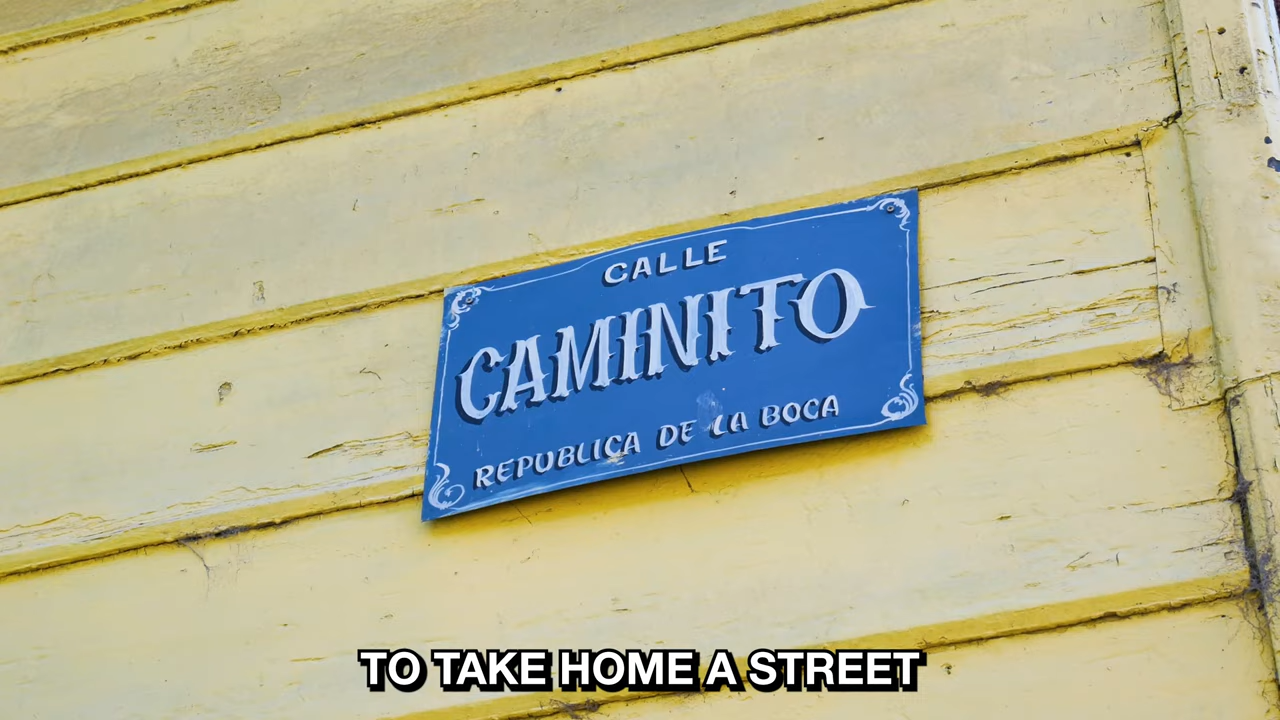 CALLE
CAMINITO
REPUBLICA DE LA BOCA
TO TAKE HOME A STREET